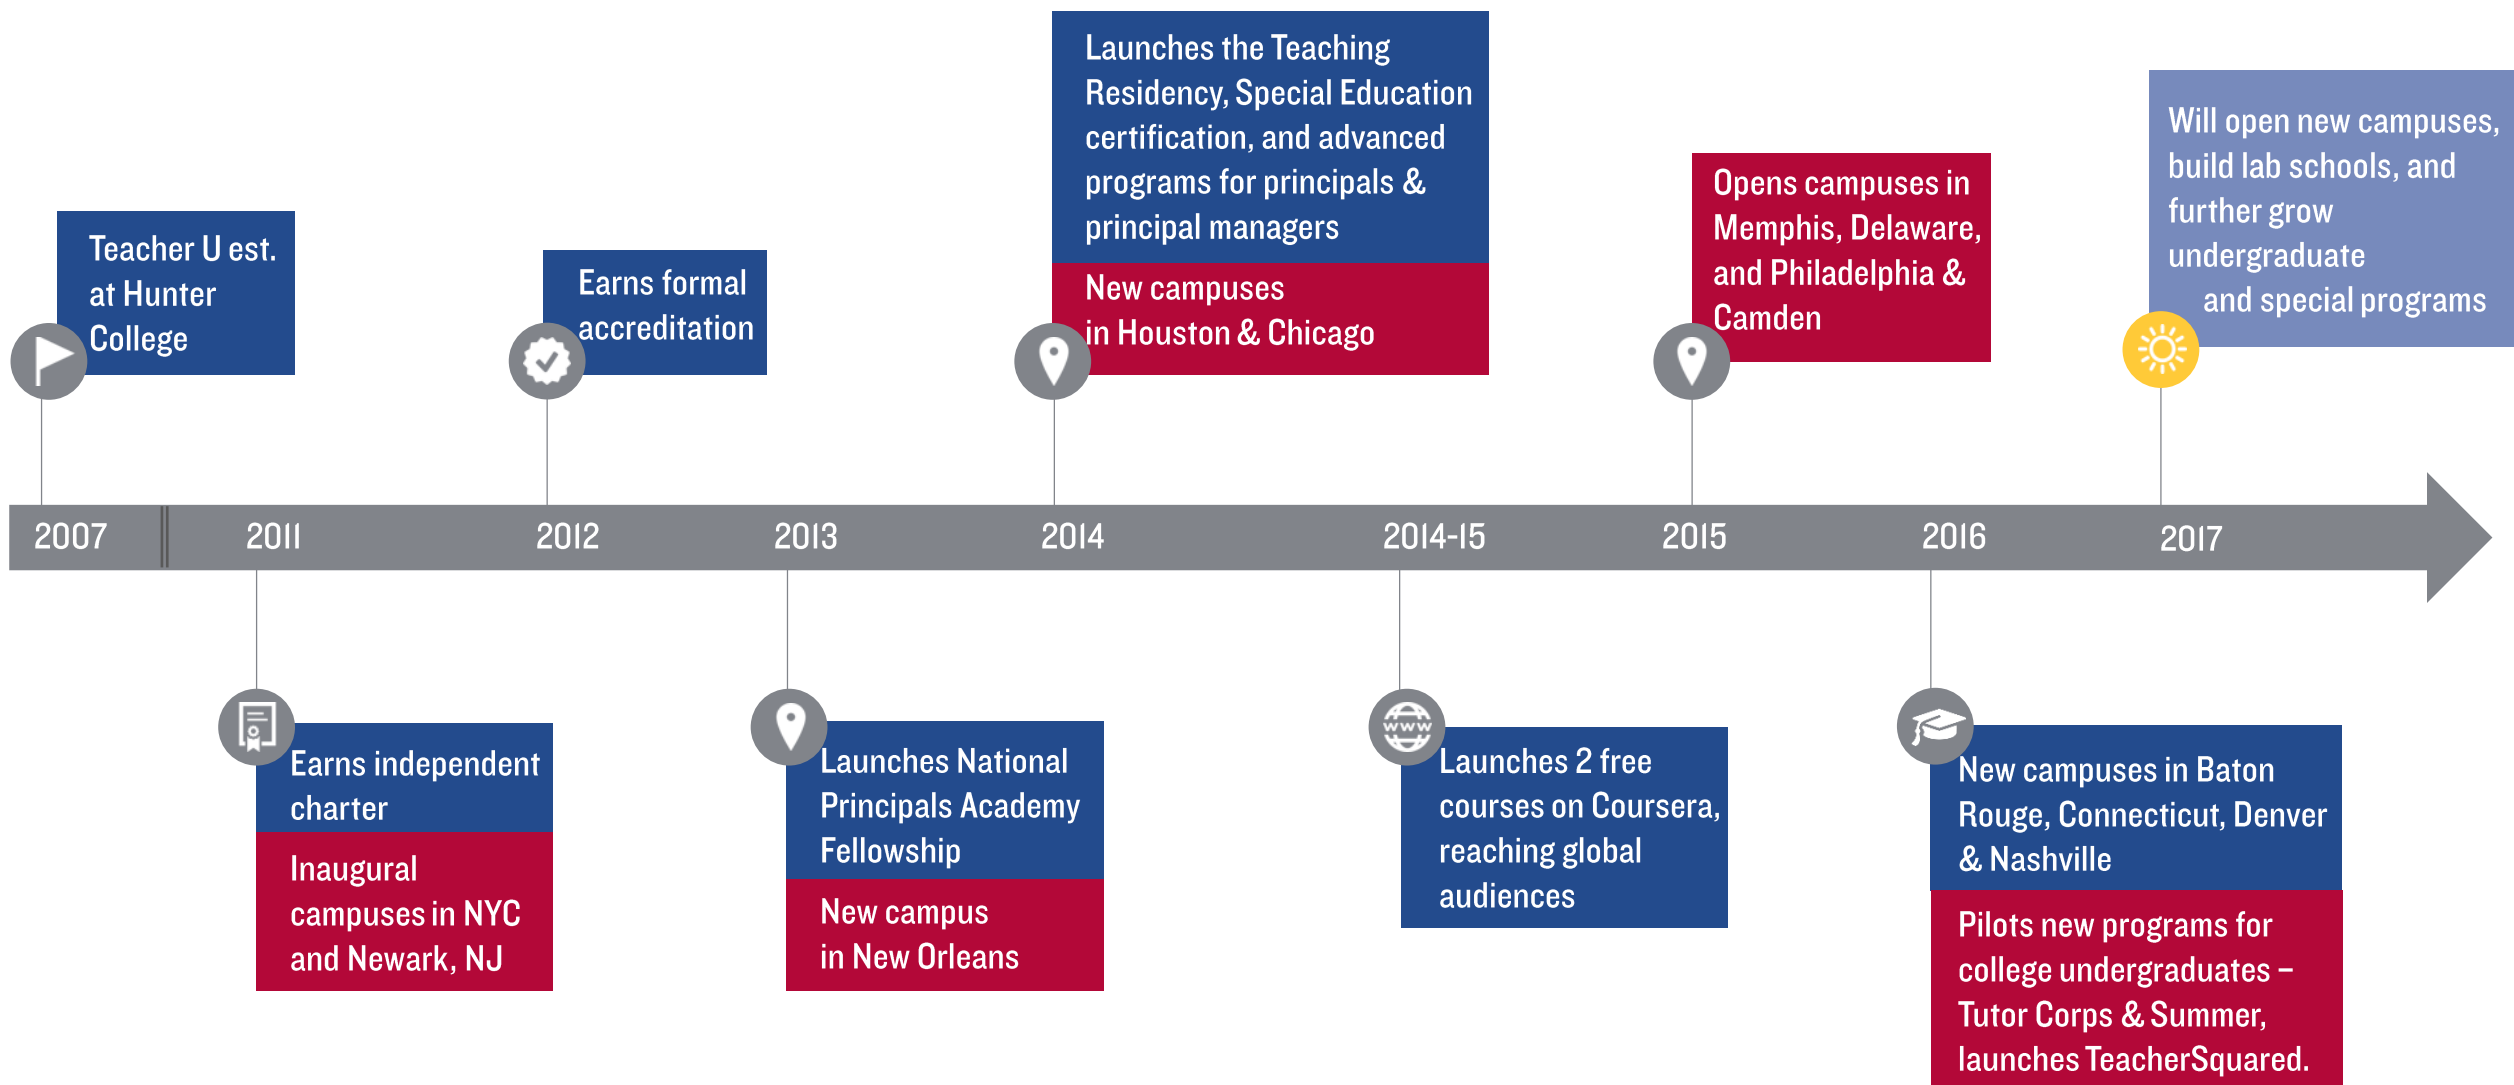 Launches the Teaching
Residency, Special Education
certification, and advanced
programs for principals &
principal managers
New campuses
in Houston & Chicago
Will open new campuses,
build lab schools, and
further grow
undergraduate
and special programs
Opens campuses in
Memphis, Delaware,
and Philadelphia &
Camden
Teacher U est.
at Hunter
College
Earns formal
accreditation
2007
2011
2012
2013
2014
2014-15
2015
2016
2017
Earns independent
charter
Inaugural
campuses in NYC
and Newark, NJ
Launches National
Principals Academy
Fellowship
New campus
in New Orleans
WWW
Launches 2 free
courses on Coursera,
reaching global
audiences
New campuses in Baton
Rouge, Connecticut, Denver
& Nashville
Pilots new programs for
college undergraduates –
Tutor Corps & Summer,
launches TeacherSquared.